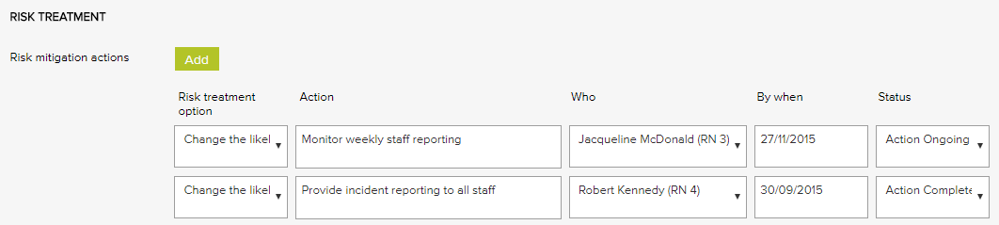 RISK TREATMENT
Risk mitigation actions Add
Risk treatment option Action Who By when Status
Change the likel Monitor weekly staff reporting Jacqueline McDonald (RN 3) 27/11/2015 Action Ongoing
Change the likel Provide incident reporting to all staff Robert Kennedy (RN 4) 30/09/2015 Action Complete